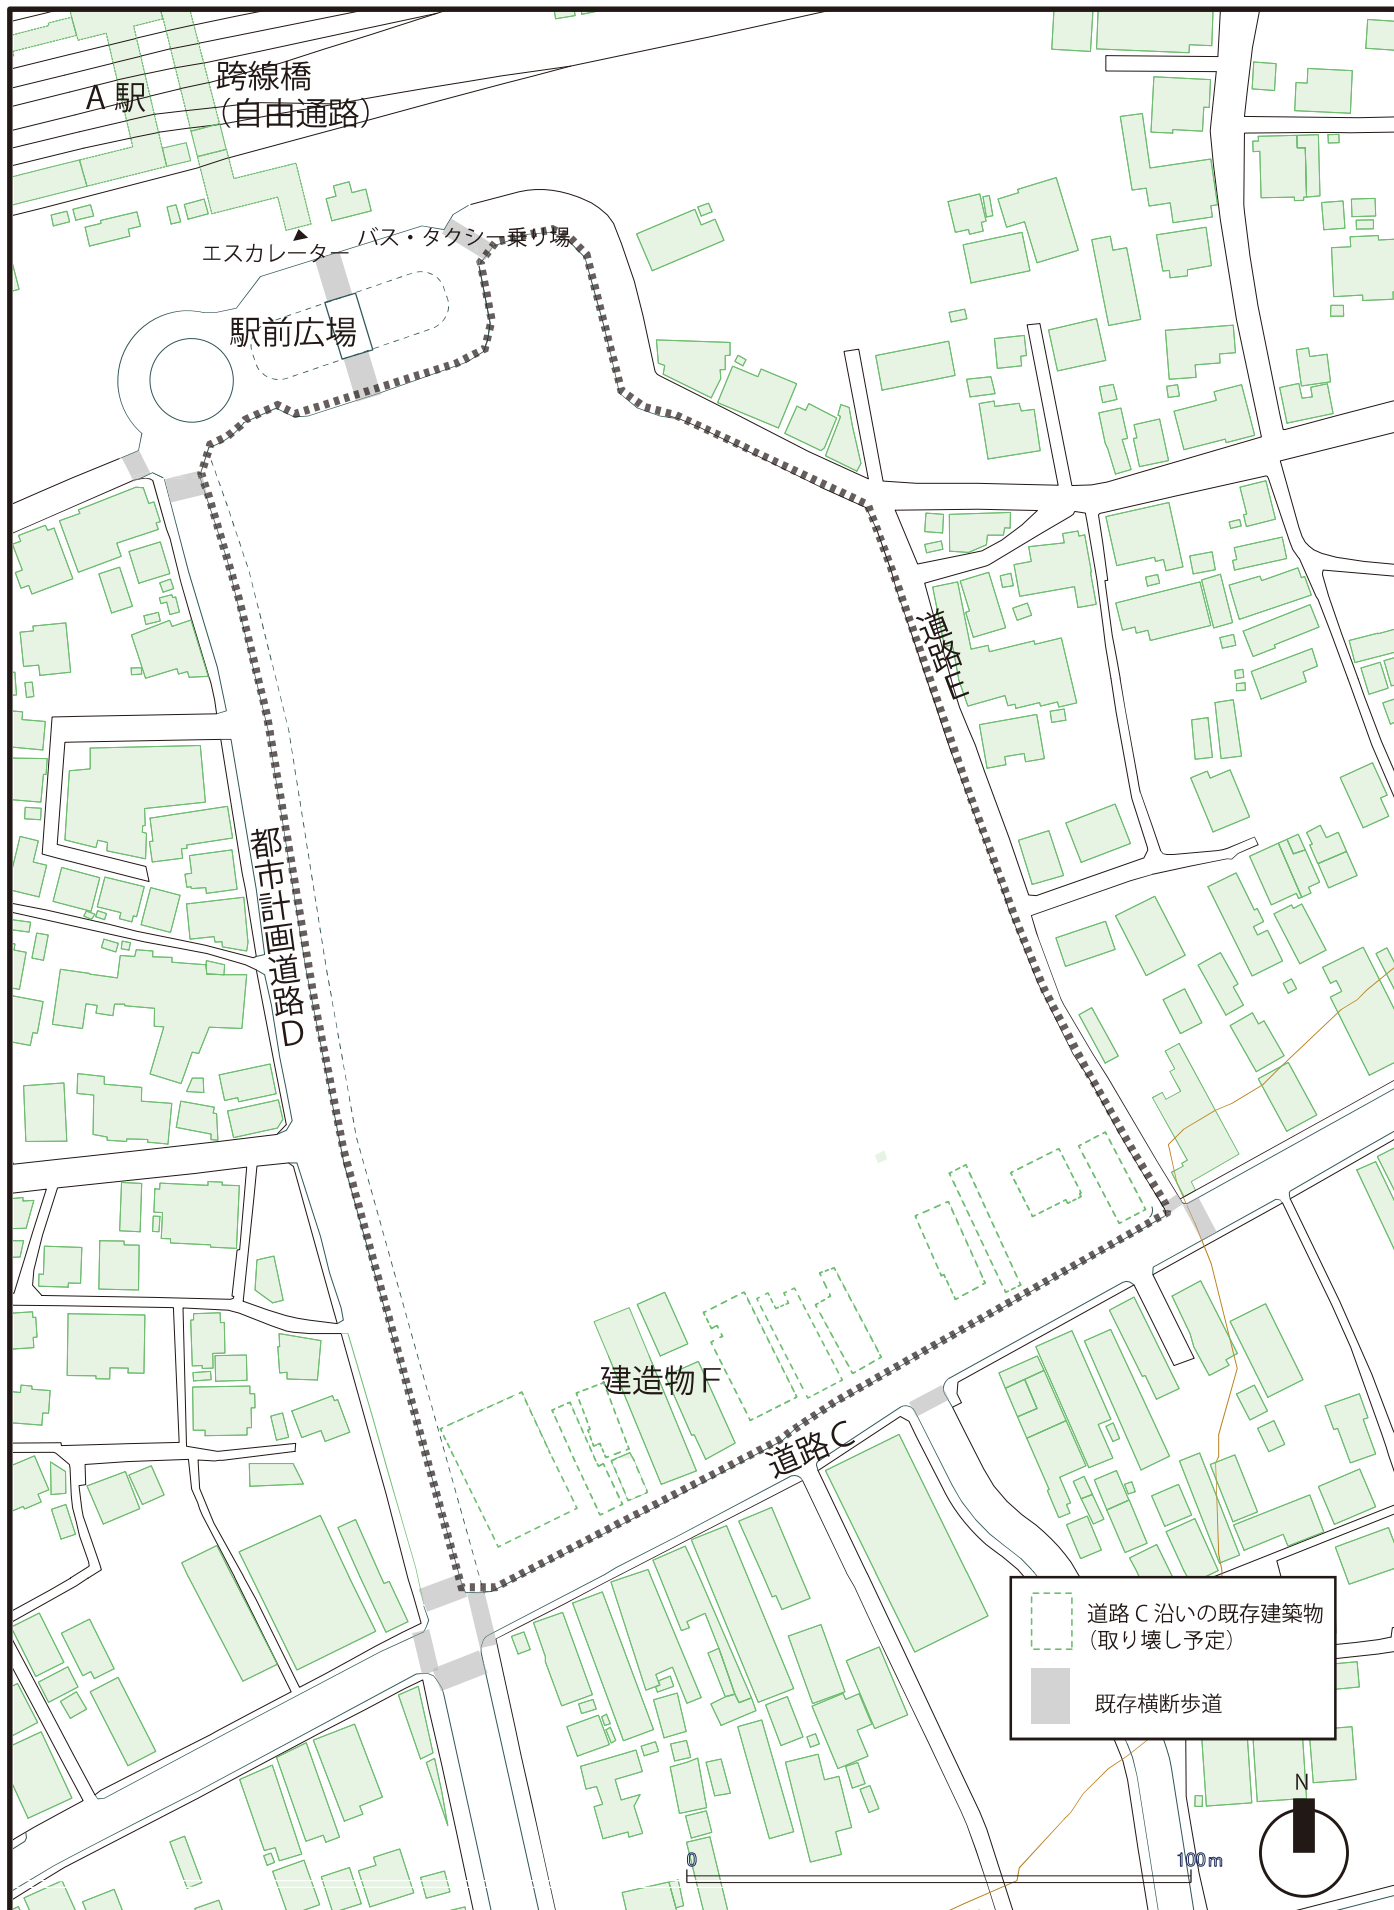 A 駅
跨線橋
（自由通路）
エスカレーター
バス・タクシー乗り場
駅前広場
道路E
都市計画道路D
建造物F
道路C
道路 C 沿いの既存建築物
（取り壊し予定）
既存横断歩道
N
0
100m